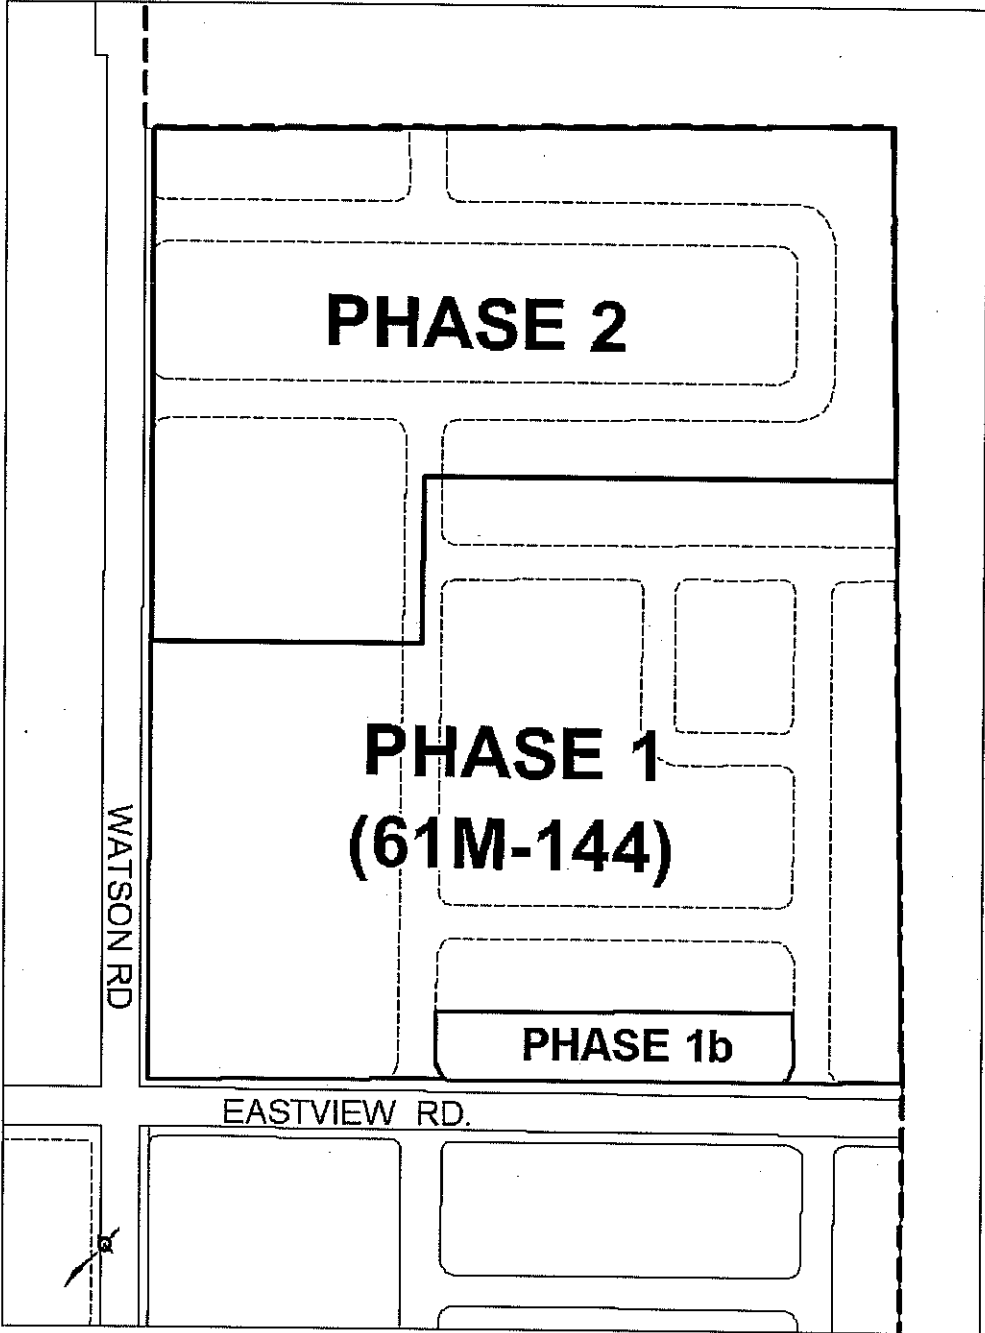 PHASE 2
PHASE 1
(61M-144)
WATSON RD
PHASE 1b
EASTVIEW RD.